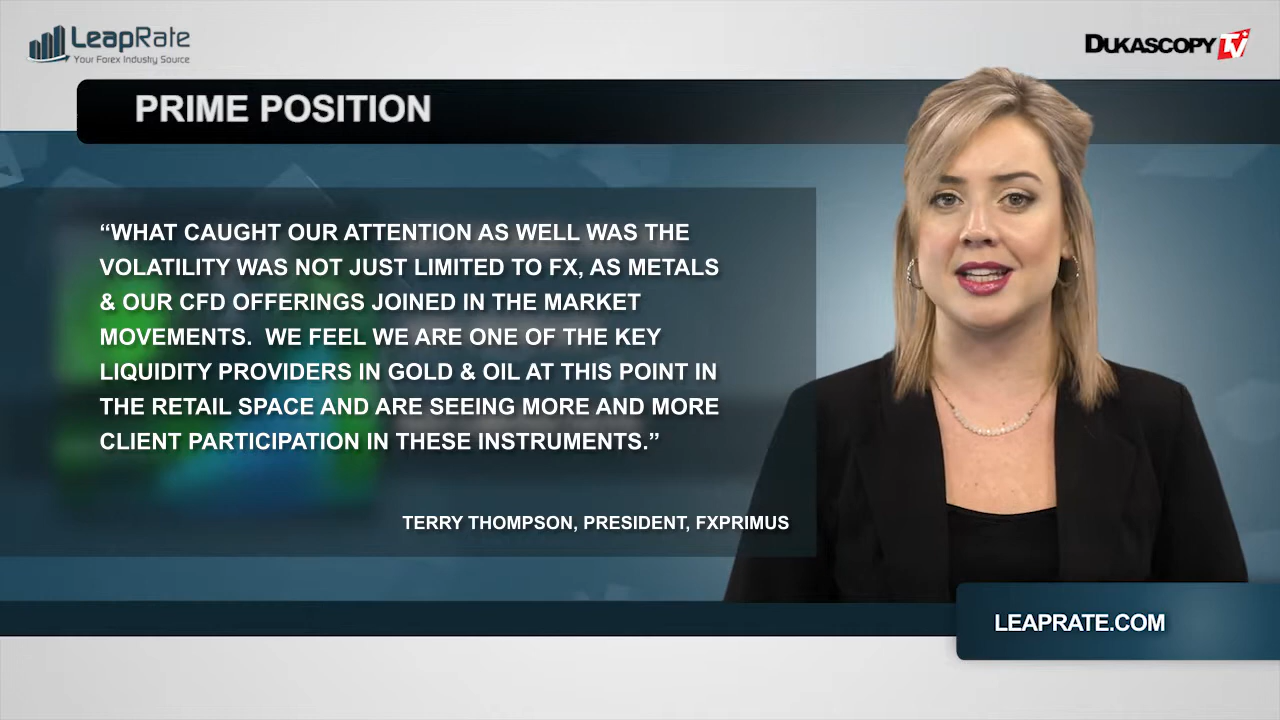 LeapRate
Your Forex Industry Source
DUKASCOPY TV
PRIME POSITION
“WHAT CAUGHT OUR ATTENTION AS WELL WAS THE
VOLATILITY WAS NOT JUST LIMITED TO FX, AS METALS
& OUR CFD OFFERINGS JOINED IN THE MARKET
MOVEMENTS.  WE FEEL WE ARE ONE OF THE KEY
LIQUIDITY PROVIDERS IN GOLD & OIL AT THIS POINT IN
THE RETAIL SPACE AND ARE SEEING MORE AND MORE
CLIENT PARTICIPATION IN THESE INSTRUMENTS.”
TERRY THOMPSON, PRESIDENT, FXPRIMUS
LEAPRATE.COM